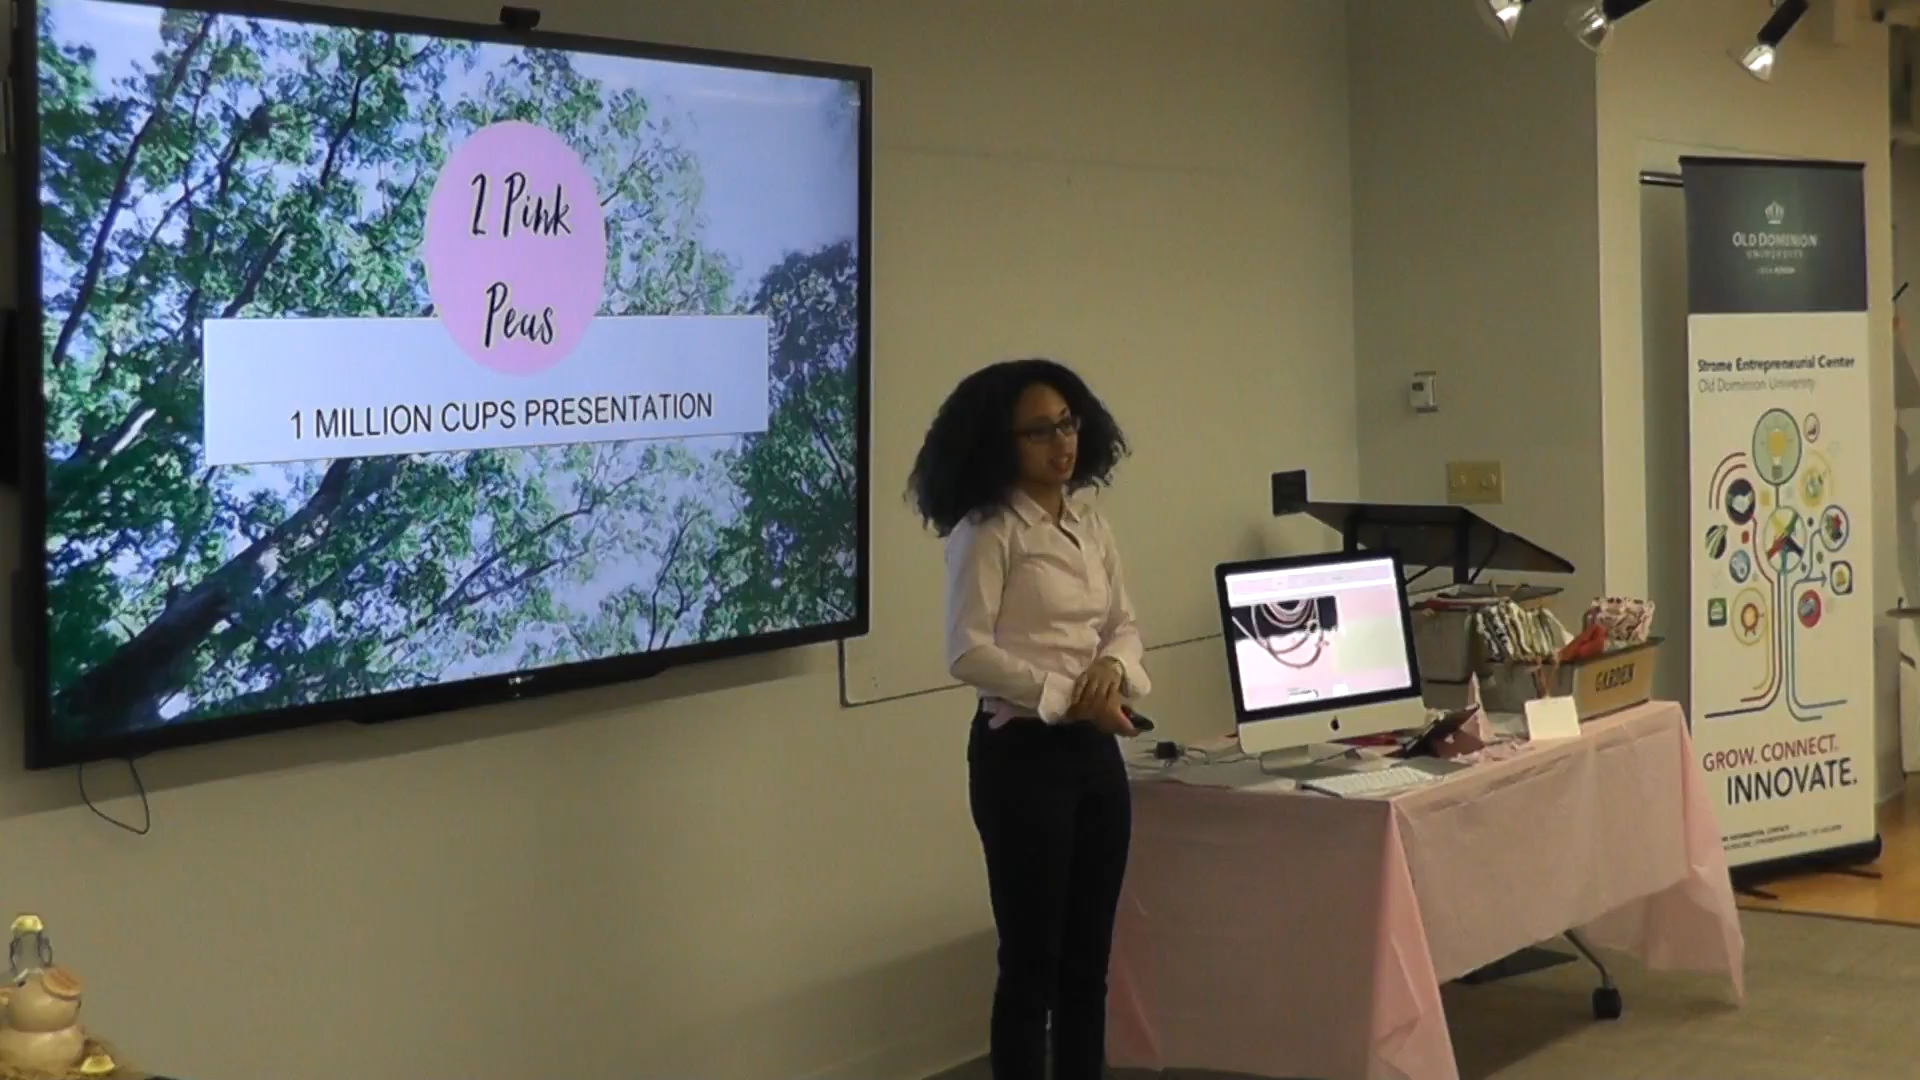 2 Pink
Peas
1 MILLION CUPS PRESENTATION
OLD DOMINION
UNIVERSITY
Strome Entrepreneurial Center
Old Dominion University
GROW. CONNECT.
INNOVATE.
GARDEN